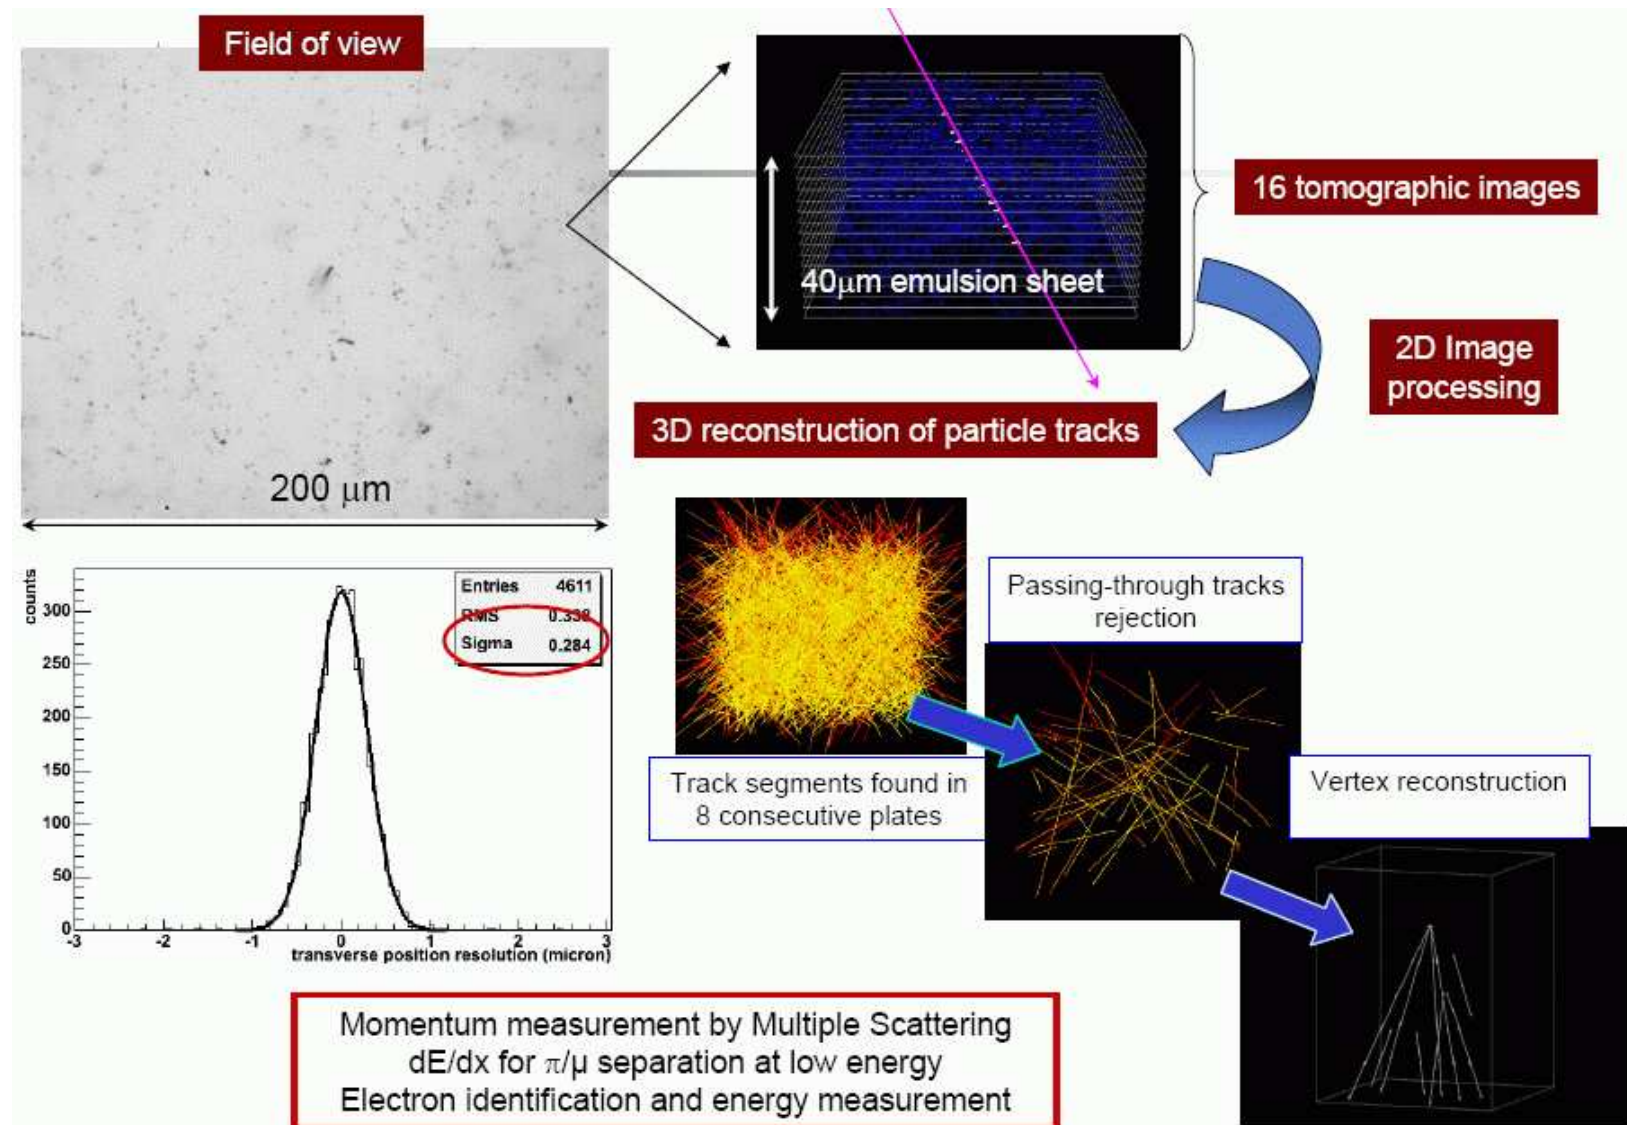 Field of view
16 tomographic images
40μm emulsion sheet
2D Image
processing
3D reconstruction of particle tracks
200 μm
counts
Entries 4611
RMS 0.338
Sigma 0.284
300
250
200
150
100
50
0
-3 -2 -1 0 1 2 3
transverse position resolution (micron)
Passing-through tracks
rejection
Track segments found in
8 consecutive plates
Vertex reconstruction
Momentum measurement by Multiple Scattering
dE/dx for π/μ separation at low energy
Electron identification and energy measurement